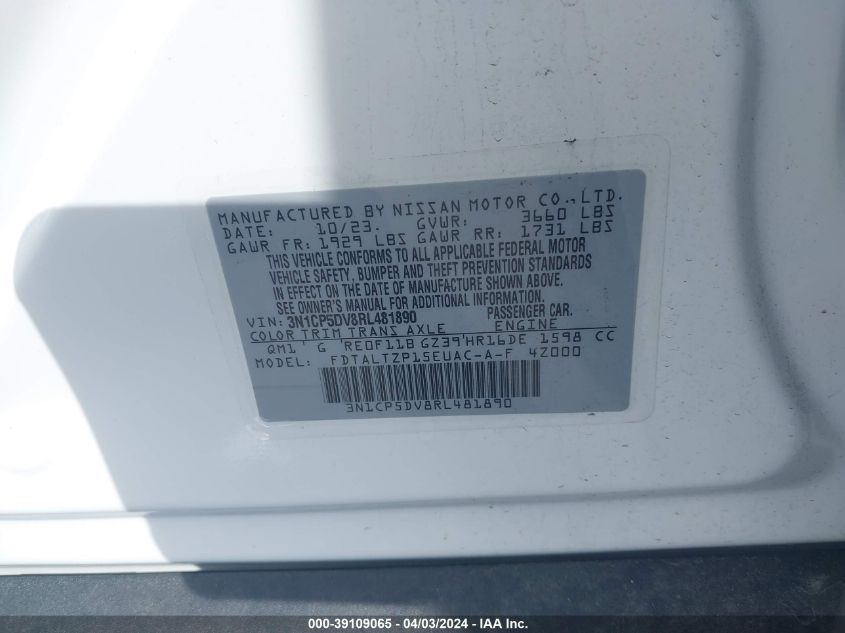 MANUFACTURED BY NISSAN MOTOR CO.,LTD.
DATE: 10/23. GVWR: 3660 LBS
GAWR FR: 1929 LBS GAWR RR: 1731 LBS
THIS VEHICLE CONFORMS TO ALL APPLICABLE FEDERAL MOTOR
VEHICLE SAFETY, BUMPER AND THEFT PREVENTION STANDARDS
IN EFFECT ON THE DATE OF MANUFACTURE SHOWN ABOVE.
SEE OWNER'S MANUAL FOR ADDITIONAL INFORMATION.
VIN: 3N1CP5DV8RL481890 PASSENGER CAR.
COLOR TRIM TRANS AXLE ENGINE
QM1 G RE0F11B GZ39 HR16DE 1598 CC
MODEL: FDTALTZP15EUAC-A-F 4Z000
3N1CP5DV8RL481890
000-39109065 - 04/03/2024 - IAA Inc.